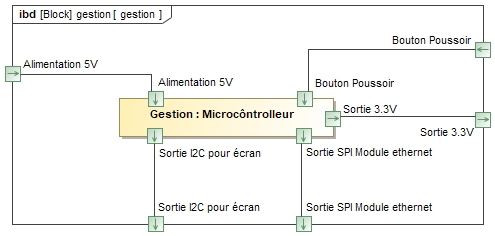 ibd [Block] gestion [ gestion ]
Bouton Poussoir
Alimentation 5V
Alimentation 5V
Bouton Poussoir
Sortie 3.3V
Gestion : Microcôntrolleur
Sortie 3.3V
Sortie I2C pour écran
Sortie SPI Module ethernet
Sortie I2C pour écran
Sortie SPI Module ethernet